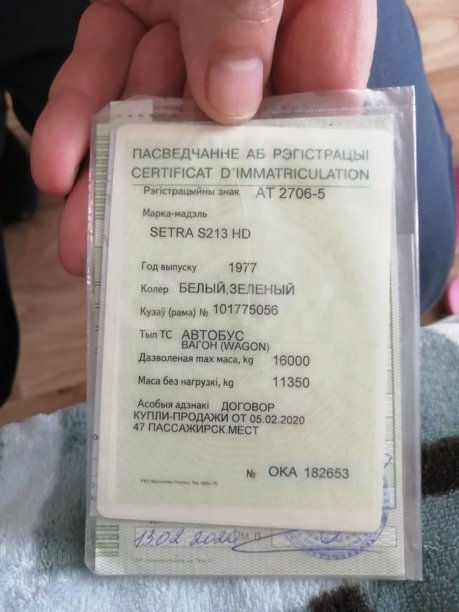 ПАСВЕДЧАННЕ АБ РЭГІСТРАЦЫІ
CERTIFICAT D'IMMATRICULATION
Рэгістрацыйны знак АТ 2706-5
Марка-мадэль
SETRA S213 HD
Год выпуску 1977
Колер БЕЛЫЙ,ЗЕЛЕНЫЙ
Кузаў (рама) № 101775056
Тып ТС АВТОБУС
ВАГОН (WAGON)
Дазволеная max маса, kg 16000
Маса без нагрузкі, kg 11350
Асобыя адзнакі ДОГОВОР
КУПЛИ-ПРОДАЖИ ОТ 05.02.2020
47 ПАССАЖИРСК.МЕСТ
№ ОКА 182653
13.02.2020 М.П.